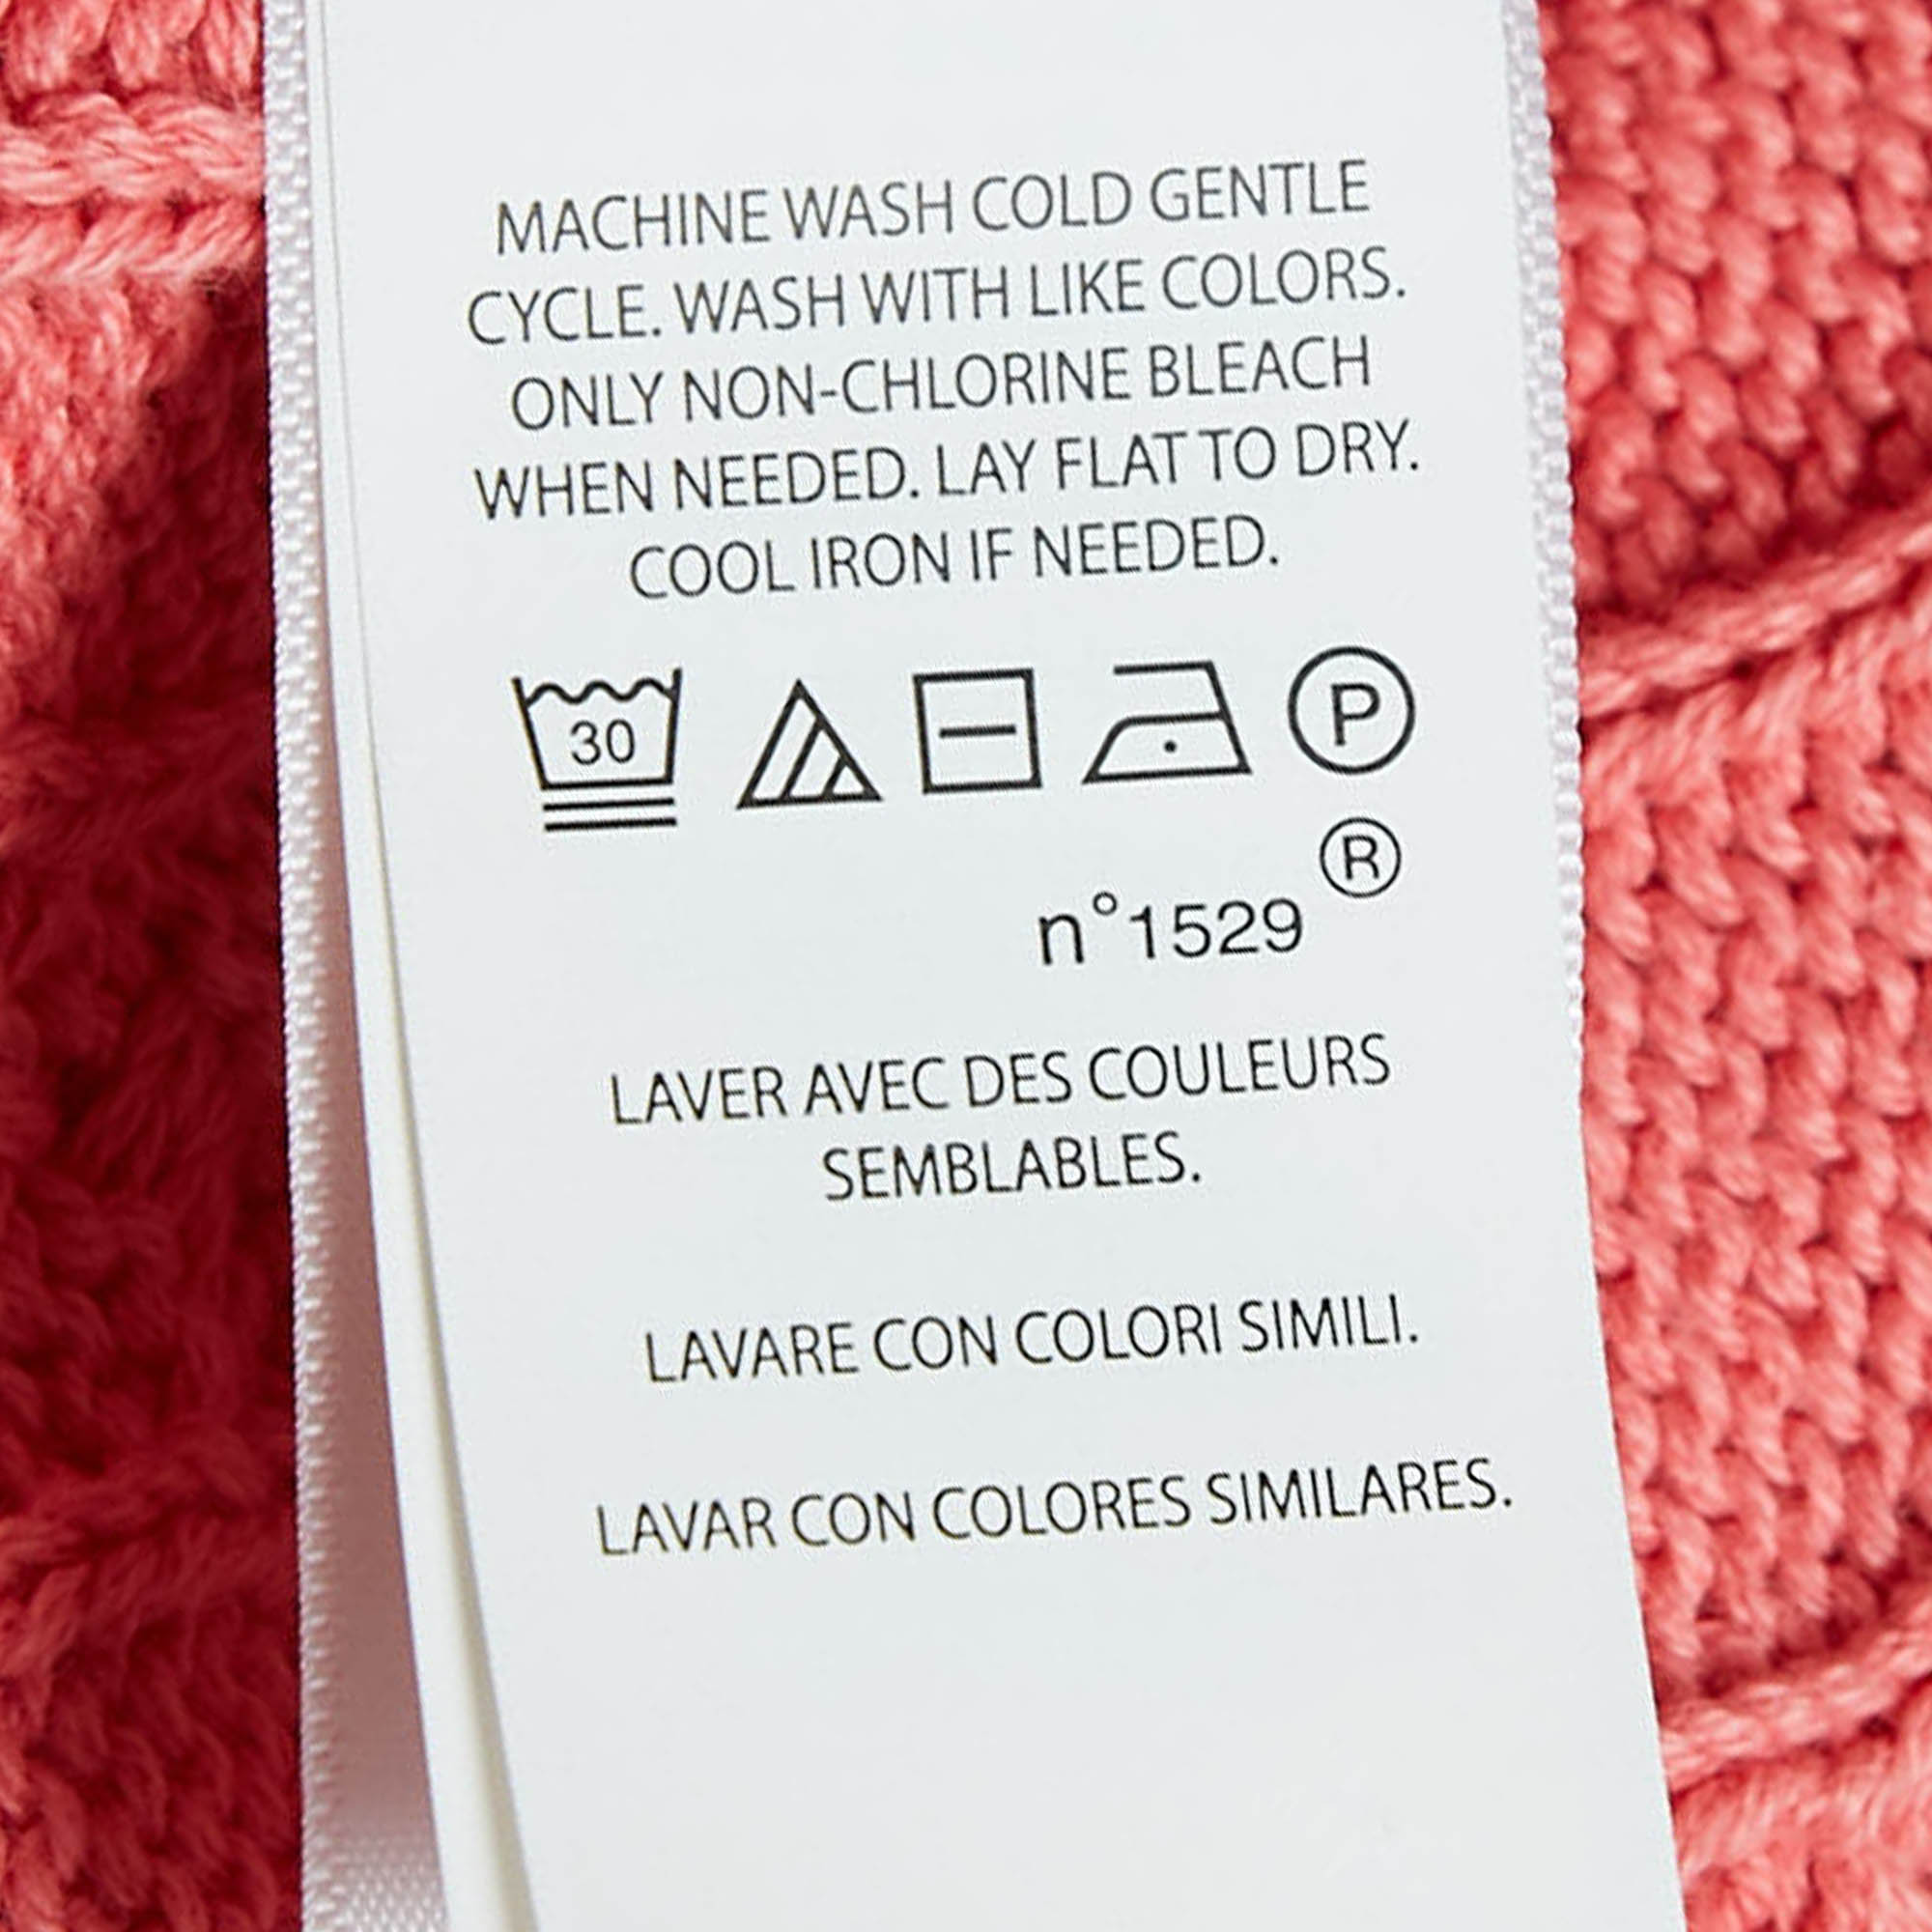 MACHINE WASH COLD GENTLE
CYCLE. WASH WITH LIKE COLORS.
ONLY NON-CHLORINE BLEACH
WHEN NEEDED. LAY FLAT TO DRY.
COOL IRON IF NEEDED.
30 P
®
n°1529
LAVER AVEC DES COULEURS
SEMBLABLES.
LAVARE CON COLORI SIMILI.
LAVAR CON COLORES SIMILARES.